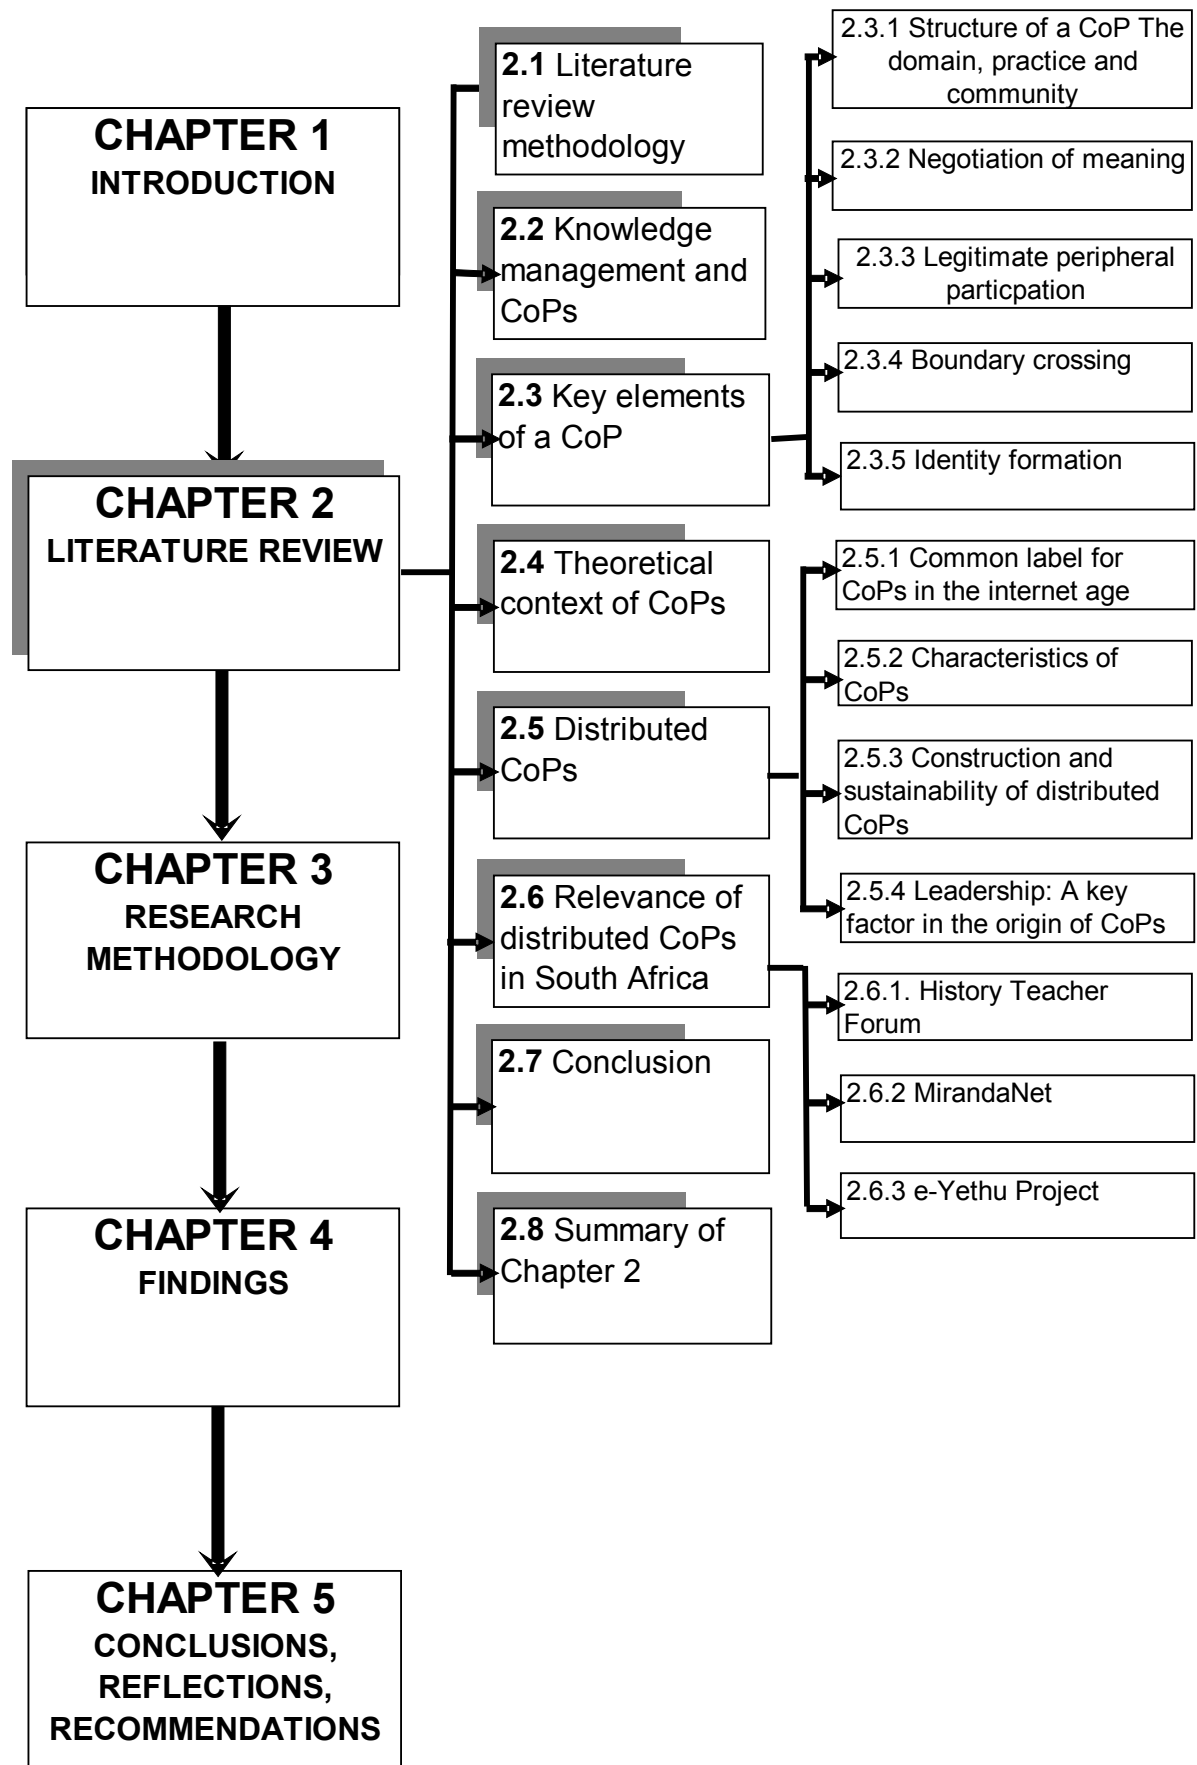 CHAPTER 1
INTRODUCTION
CHAPTER 2
LITERATURE REVIEW
CHAPTER 3
RESEARCH
METHODOLOGY
CHAPTER 4
FINDINGS
CHAPTER 5
CONCLUSIONS,
REFLECTIONS,
RECOMMENDATIONS
2.1 Literature
review
methodology
2.2 Knowledge
management and
CoPs
2.3 Key elements
of a CoP
2.4 Theoretical
context of CoPs
2.5 Distributed
CoPs
2.6 Relevance of
distributed CoPs
in South Africa
2.7 Conclusion
2.8 Summary of
Chapter 2
2.3.1 Structure of a CoP The
domain, practice and
community
2.3.2 Negotiation of meaning
2.3.3 Legitimate peripheral
particpation
2.3.4 Boundary crossing
2.3.5 Identity formation
2.5.1 Common label for
CoPs in the internet age
2.5.2 Characteristics of
CoPs
2.5.3 Construction and
sustainability of distributed
CoPs
2.5.4 Leadership: A key
factor in the origin of CoPs
2.6.1. History Teacher
Forum
2.6.2 MirandaNet
2.6.3 e-Yethu Project